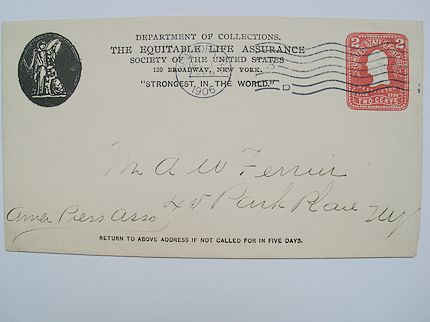 DEPARTMENT OF COLLECTIONS,
THE EQUITABLE LIFE ASSURANCE
SOCIETY OF THE UNITED STATES
120 BROADWAY, NEW YORK,
"STRONGEST IN THE WORLD."
1906
D
2 2
TWO CENTS
Mr A W Ferrin
Amer Press Asso
45 Park Place NY
RETURN TO ABOVE ADDRESS IF NOT CALLED FOR IN FIVE DAYS.